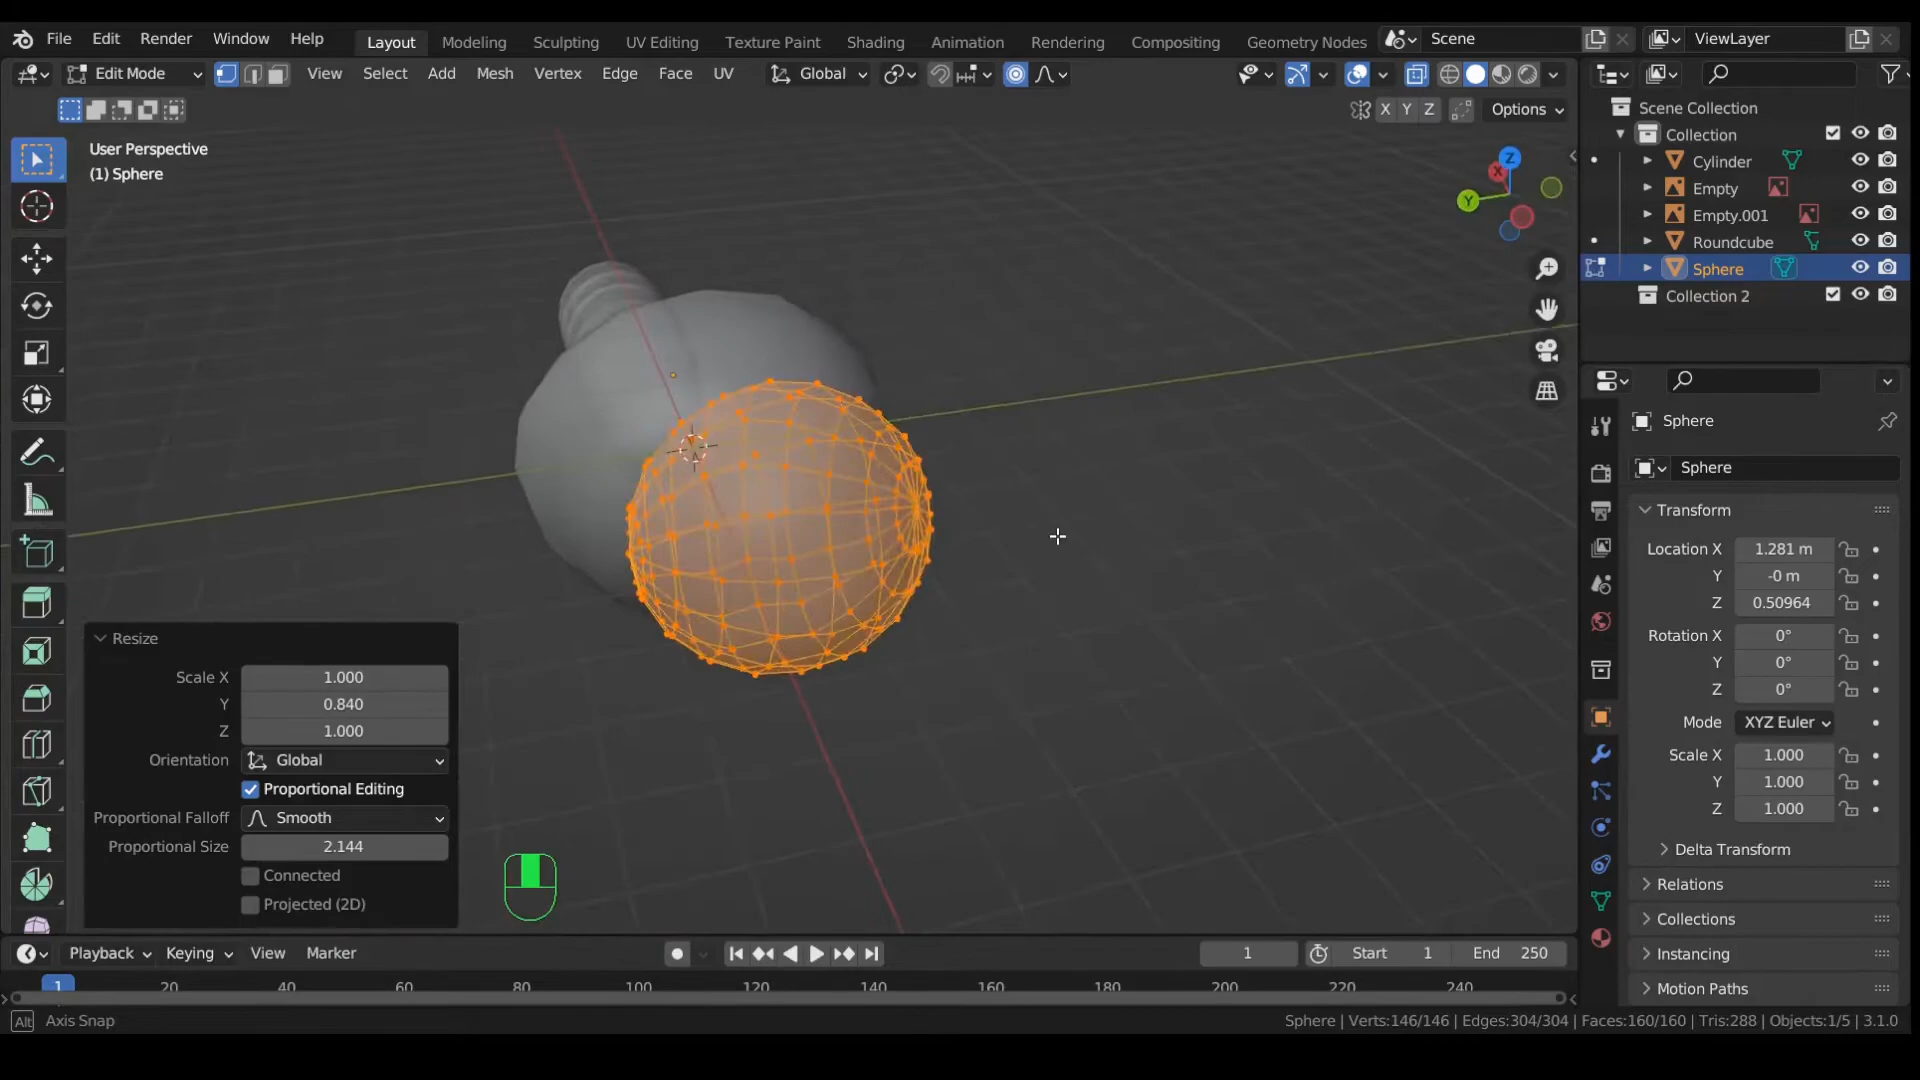 File Edit Render Window Help Layout Modeling Sculpting UV Editing Texture Paint Shading Animation Rendering Compositing Geometry Nodes Scene ViewLayer
Edit Mode View Select Add Mesh Vertex Edge Face UV Global
X Y Z Options
User Perspective
(1) Sphere
Z
X
Y
Scene Collection
Collection
Cylinder
Empty
Empty.001
Roundcube
Sphere
Collection 2
Sphere
Sphere
Transform
Location X 1.281 m
Y -0 m
Z 0.50964
Rotation X 0°
Y 0°
Z 0°
Mode XYZ Euler
Scale X 1.000
Y 1.000
Z 1.000
Delta Transform
Relations
Collections
Instancing
Motion Paths
Resize
Scale X 1.000
Y 0.840
Z 1.000
Orientation Global
Proportional Editing
Proportional Falloff Smooth
Proportional Size 2.144
Connected
Projected (2D)
Playback Keying View Marker 1 Start 1 End 250
1 20 40 60 80 100 120 140 160 180 200 220 240
Alt Axis Snap Sphere | Verts:146/146 | Edges:304/304 | Faces:160/160 | Tris:288 | Objects:1/5 | 3.1.0